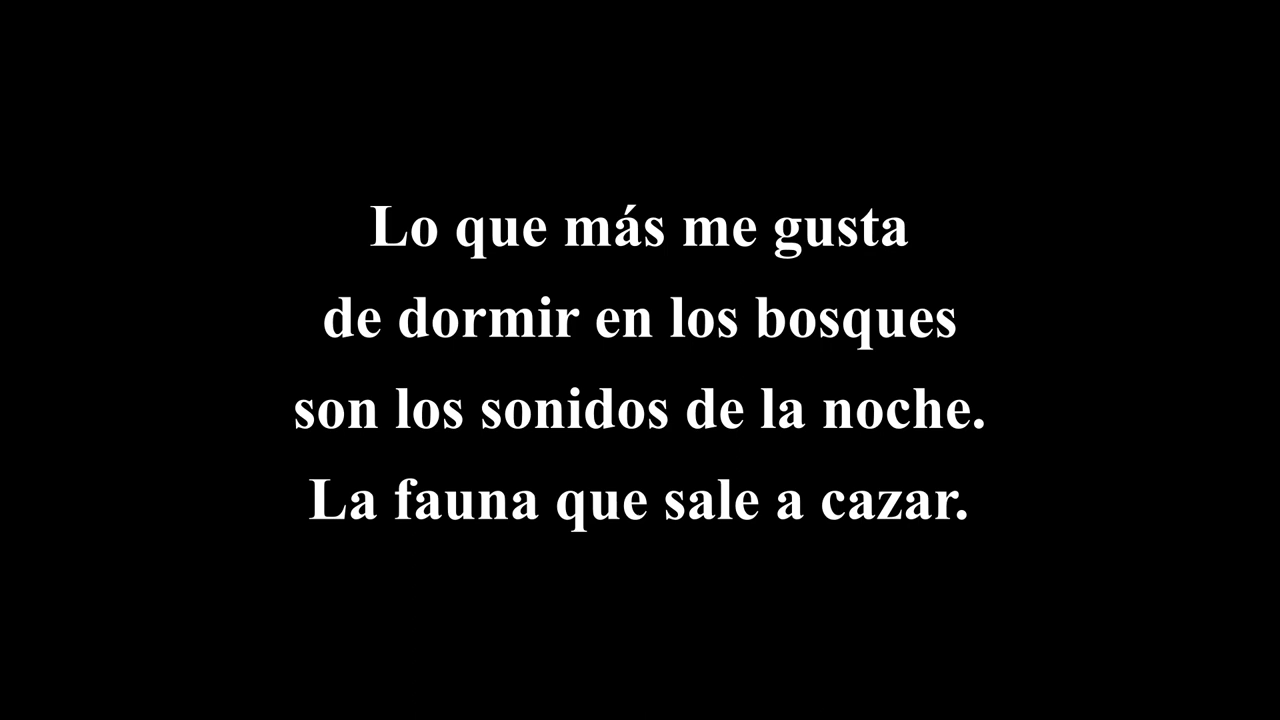 Lo que más me gusta
de dormir en los bosques
son los sonidos de la noche.
La fauna que sale a cazar.